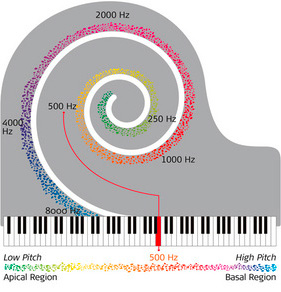 2000 Hz
500 Hz
4000
Hz
250 Hz
1000 Hz
8000 Hz
Low Pitch
500 Hz
High Pitch
Apical Region
Basal Region